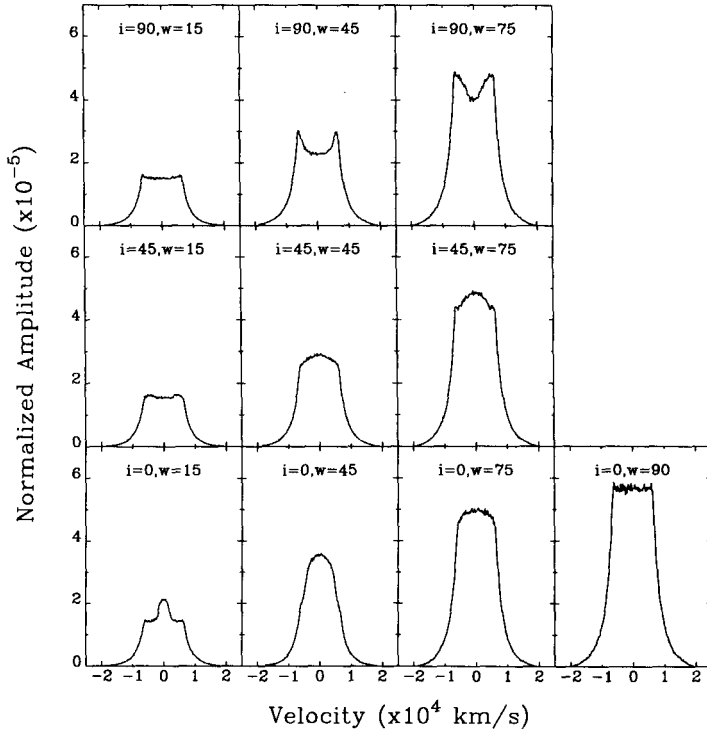 Normalized Amplitude (x10⁻⁵)
6
i=90,w=15
i=90,w=45
i=90,w=75
4
2
0
6
i=45,w=15
i=45,w=45
i=45,w=75
4
2
0
6
i=0,w=15
i=0,w=45
i=0,w=75
i=0,w=90
4
2
0
-2 -1 0 1 2 -2 -1 0 1 2 -2 -1 0 1 2 -2 -1 0 1 2
Velocity (x10⁴ km/s)